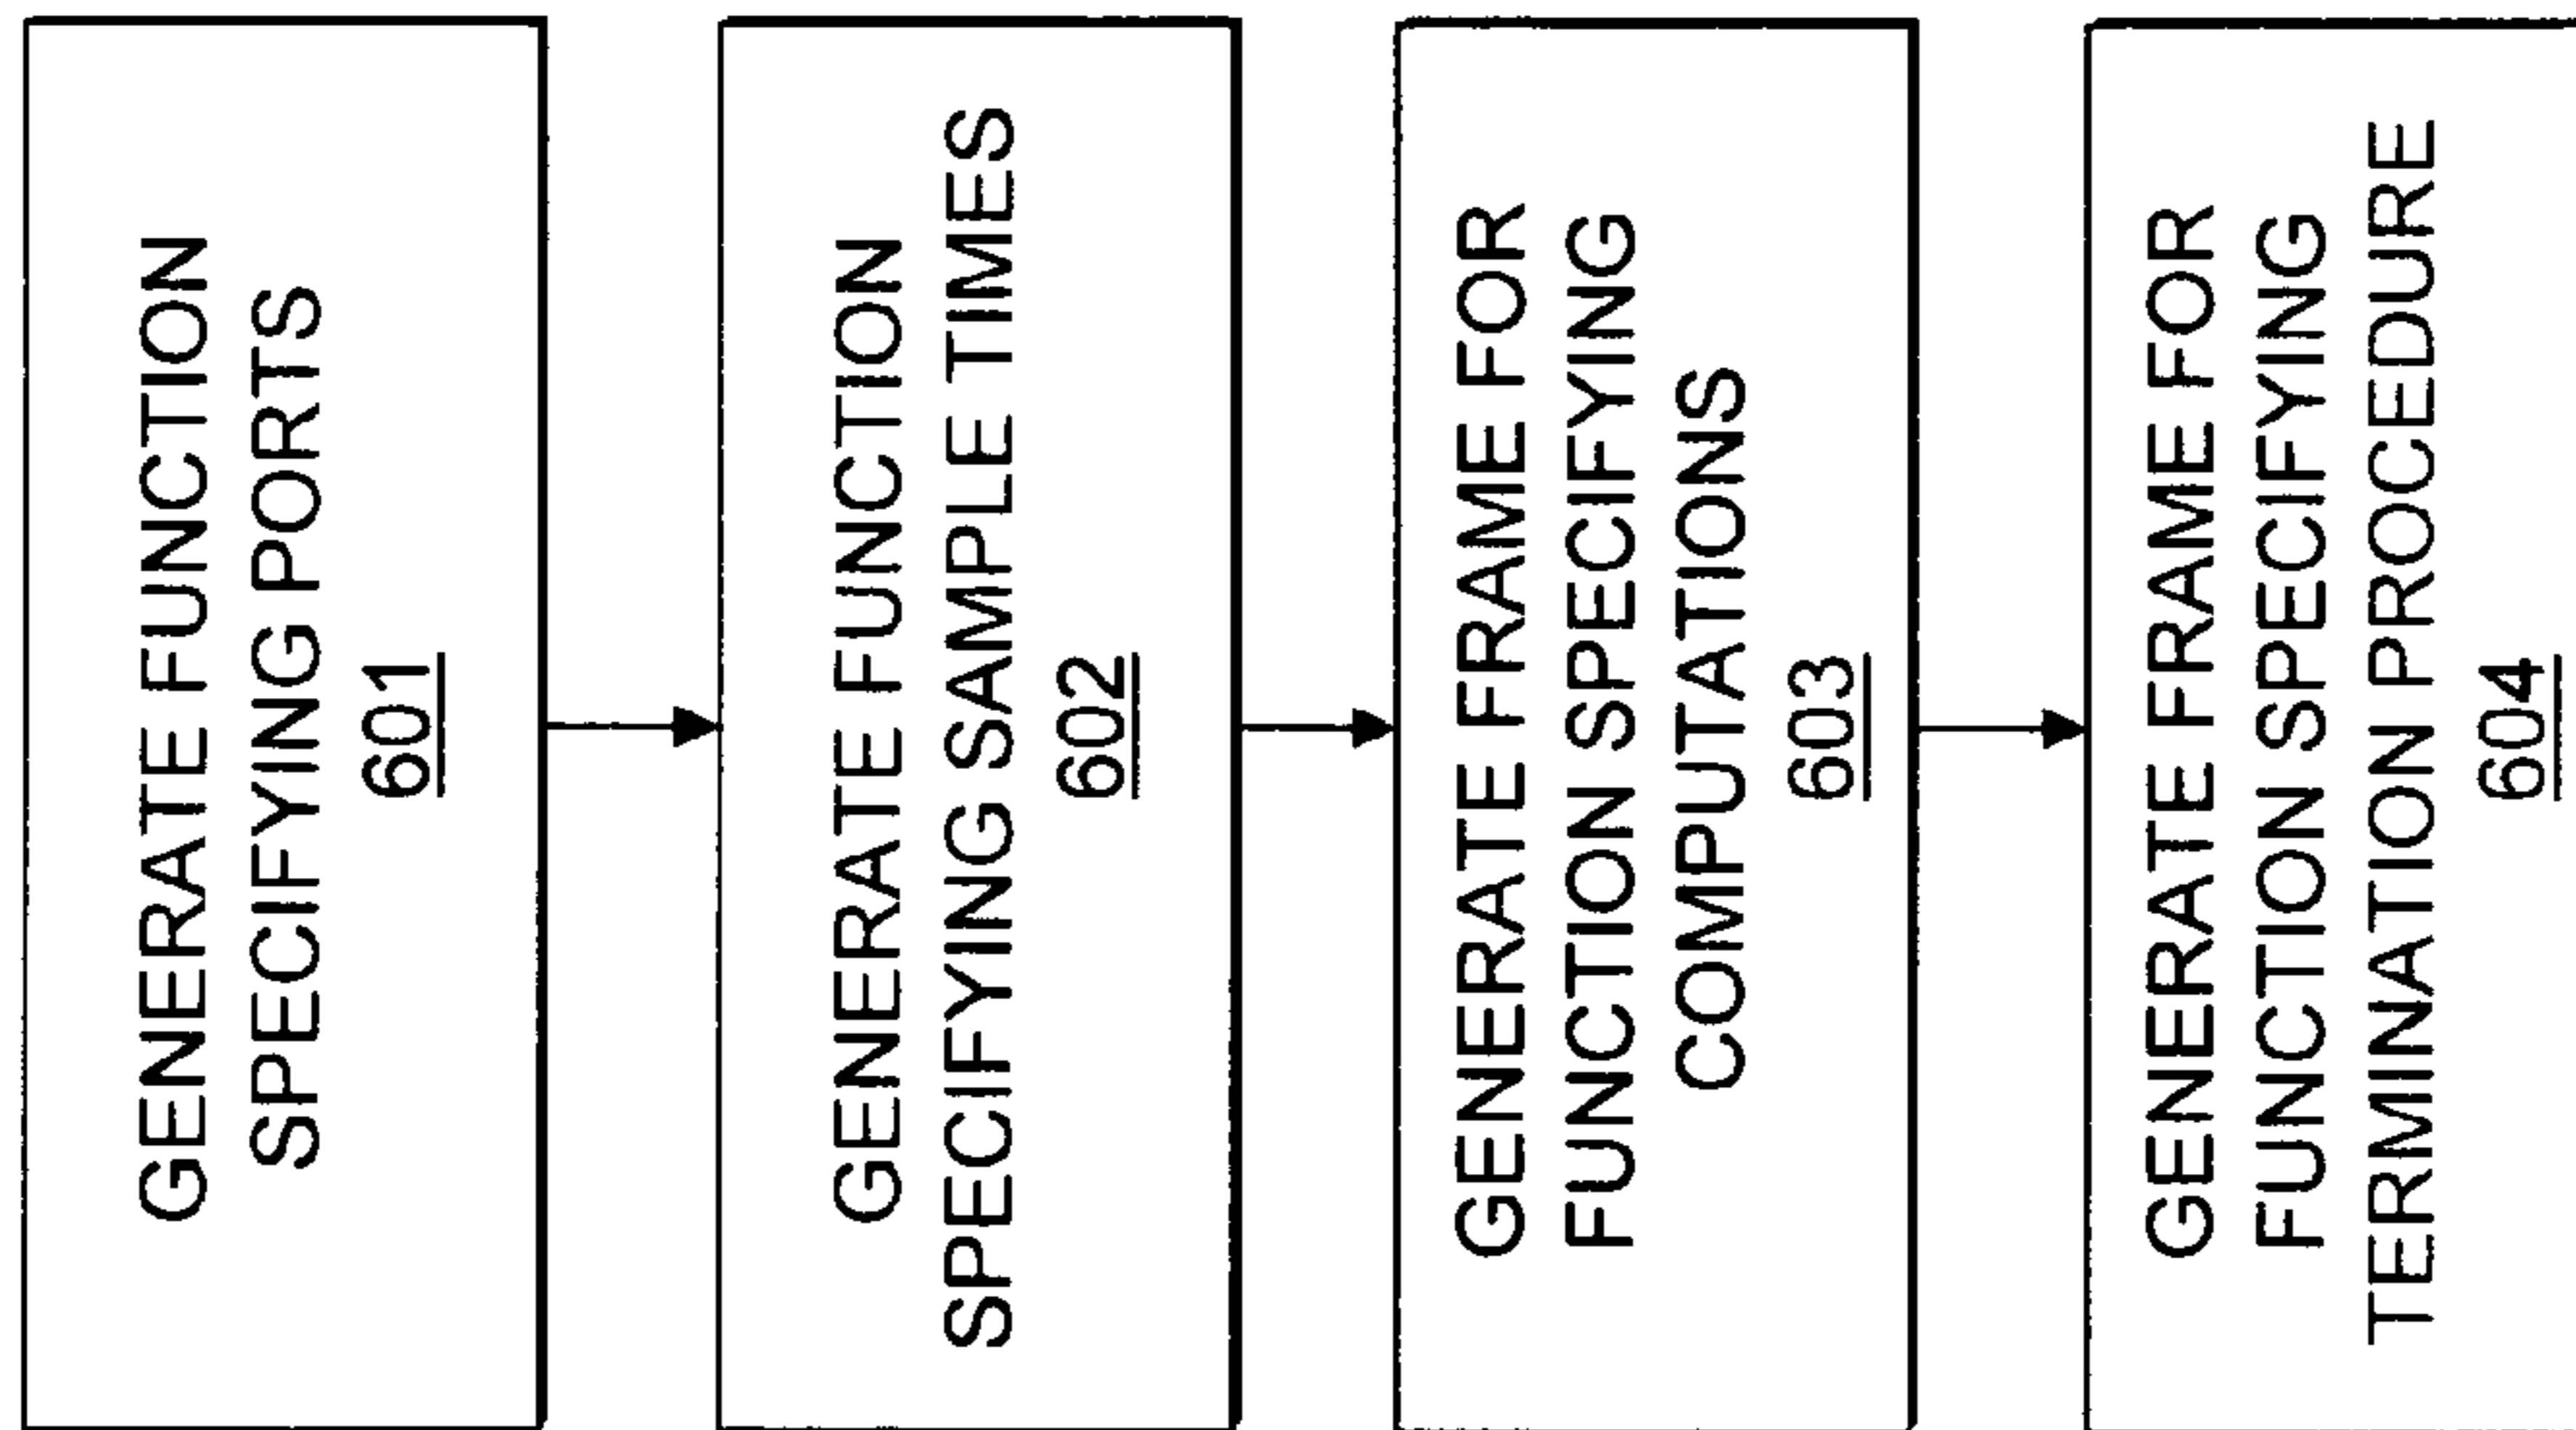 GENERATE FUNCTION
SPECIFYING PORTS
601
GENERATE FUNCTION
SPECIFYING SAMPLE TIMES
602
GENERATE FRAME FOR
FUNCTION SPECIFYING
COMPUTATIONS
603
GENERATE FRAME FOR
FUNCTION SPECIFYING
TERMINATION PROCEDURE
604